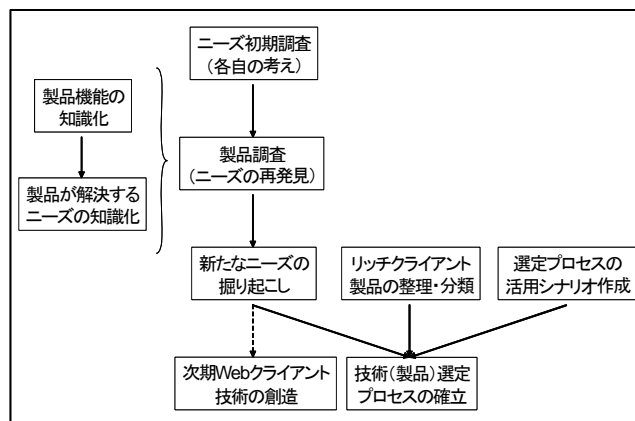 ニーズ初期調査
(各自の考え)
製品機能の
知識化
製品調査
(ニーズの再発見)
製品が解決する
ニーズの知識化
新たなニーズの
掘り起こし
リッチクライアント
製品の整理・分類
選定プロセスの
活用シナリオ作成
次期Webクライアント
技術の創造
技術(製品)選定
プロセスの確立